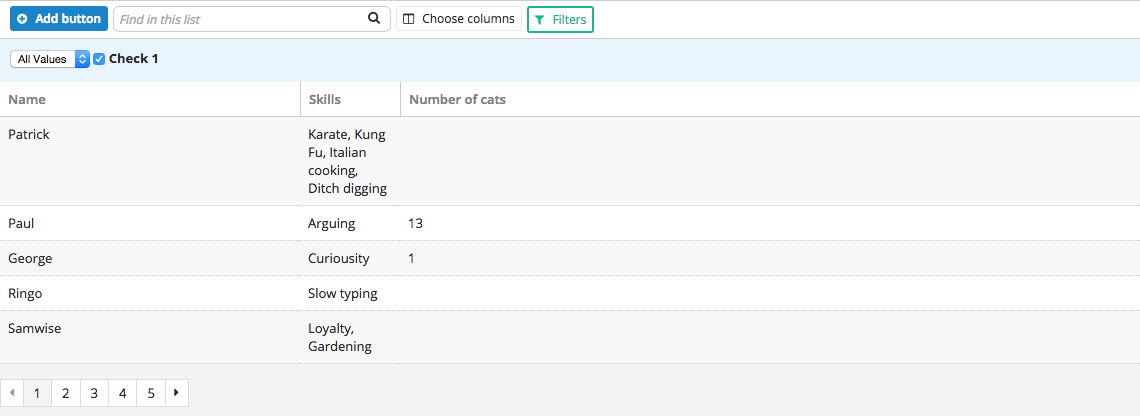 Add button Find in this list Choose columns Filters
All Values Check 1
Name Skills Number of cats
Patrick Karate, Kung
Fu, Italian
cooking,
Ditch digging
Paul Arguing 13
George Curiousity 1
Ringo Slow typing
Samwise Loyalty,
Gardening
1 2 3 4 5